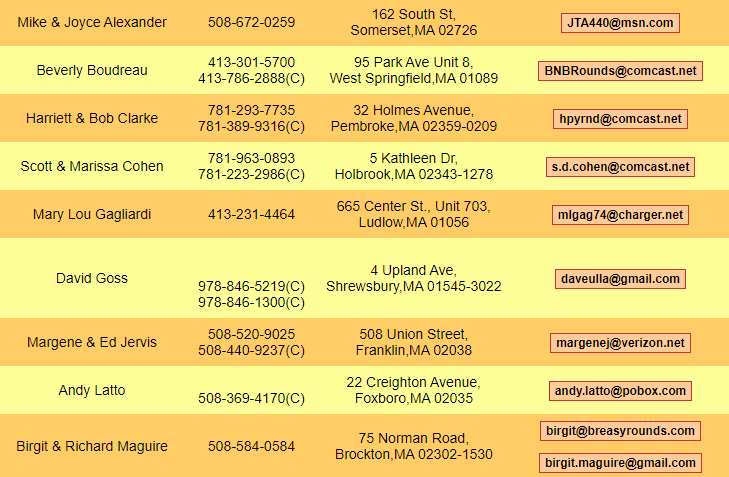 Mike & Joyce Alexander 508-672-0259 162 South St, JTA440@msn.com
Somerset,MA 02726
Beverly Boudreau 413-301-5700 95 Park Ave Unit 8, BNBRounds@comcast.net
413-786-2888(C) West Springfield,MA 01089
Harriett & Bob Clarke 781-293-7735 32 Holmes Avenue, hpyrnd@comcast.net
781-389-9316(C) Pembroke,MA 02359-0209
Scott & Marissa Cohen 781-963-0893 5 Kathleen Dr, s.d.cohen@comcast.net
781-223-2986(C) Holbrook,MA 02343-1278
Mary Lou Gagliardi 413-231-4464 665 Center St., Unit 703, mlgag74@charger.net
Ludlow,MA 01056
David Goss 4 Upland Ave, daveulla@gmail.com
978-846-5219(C) Shrewsbury,MA 01545-3022
978-846-1300(C)
Margene & Ed Jervis 508-520-9025 508 Union Street, margenej@verizon.net
508-440-9237(C) Franklin,MA 02038
Andy Latto 22 Creighton Avenue, andy.latto@pobox.com
508-369-4170(C) Foxboro,MA 02035
Birgit & Richard Maguire 508-584-0584 75 Norman Road, birgit@breasyrounds.com
Brockton,MA 02302-1530 birgit.maguire@gmail.com